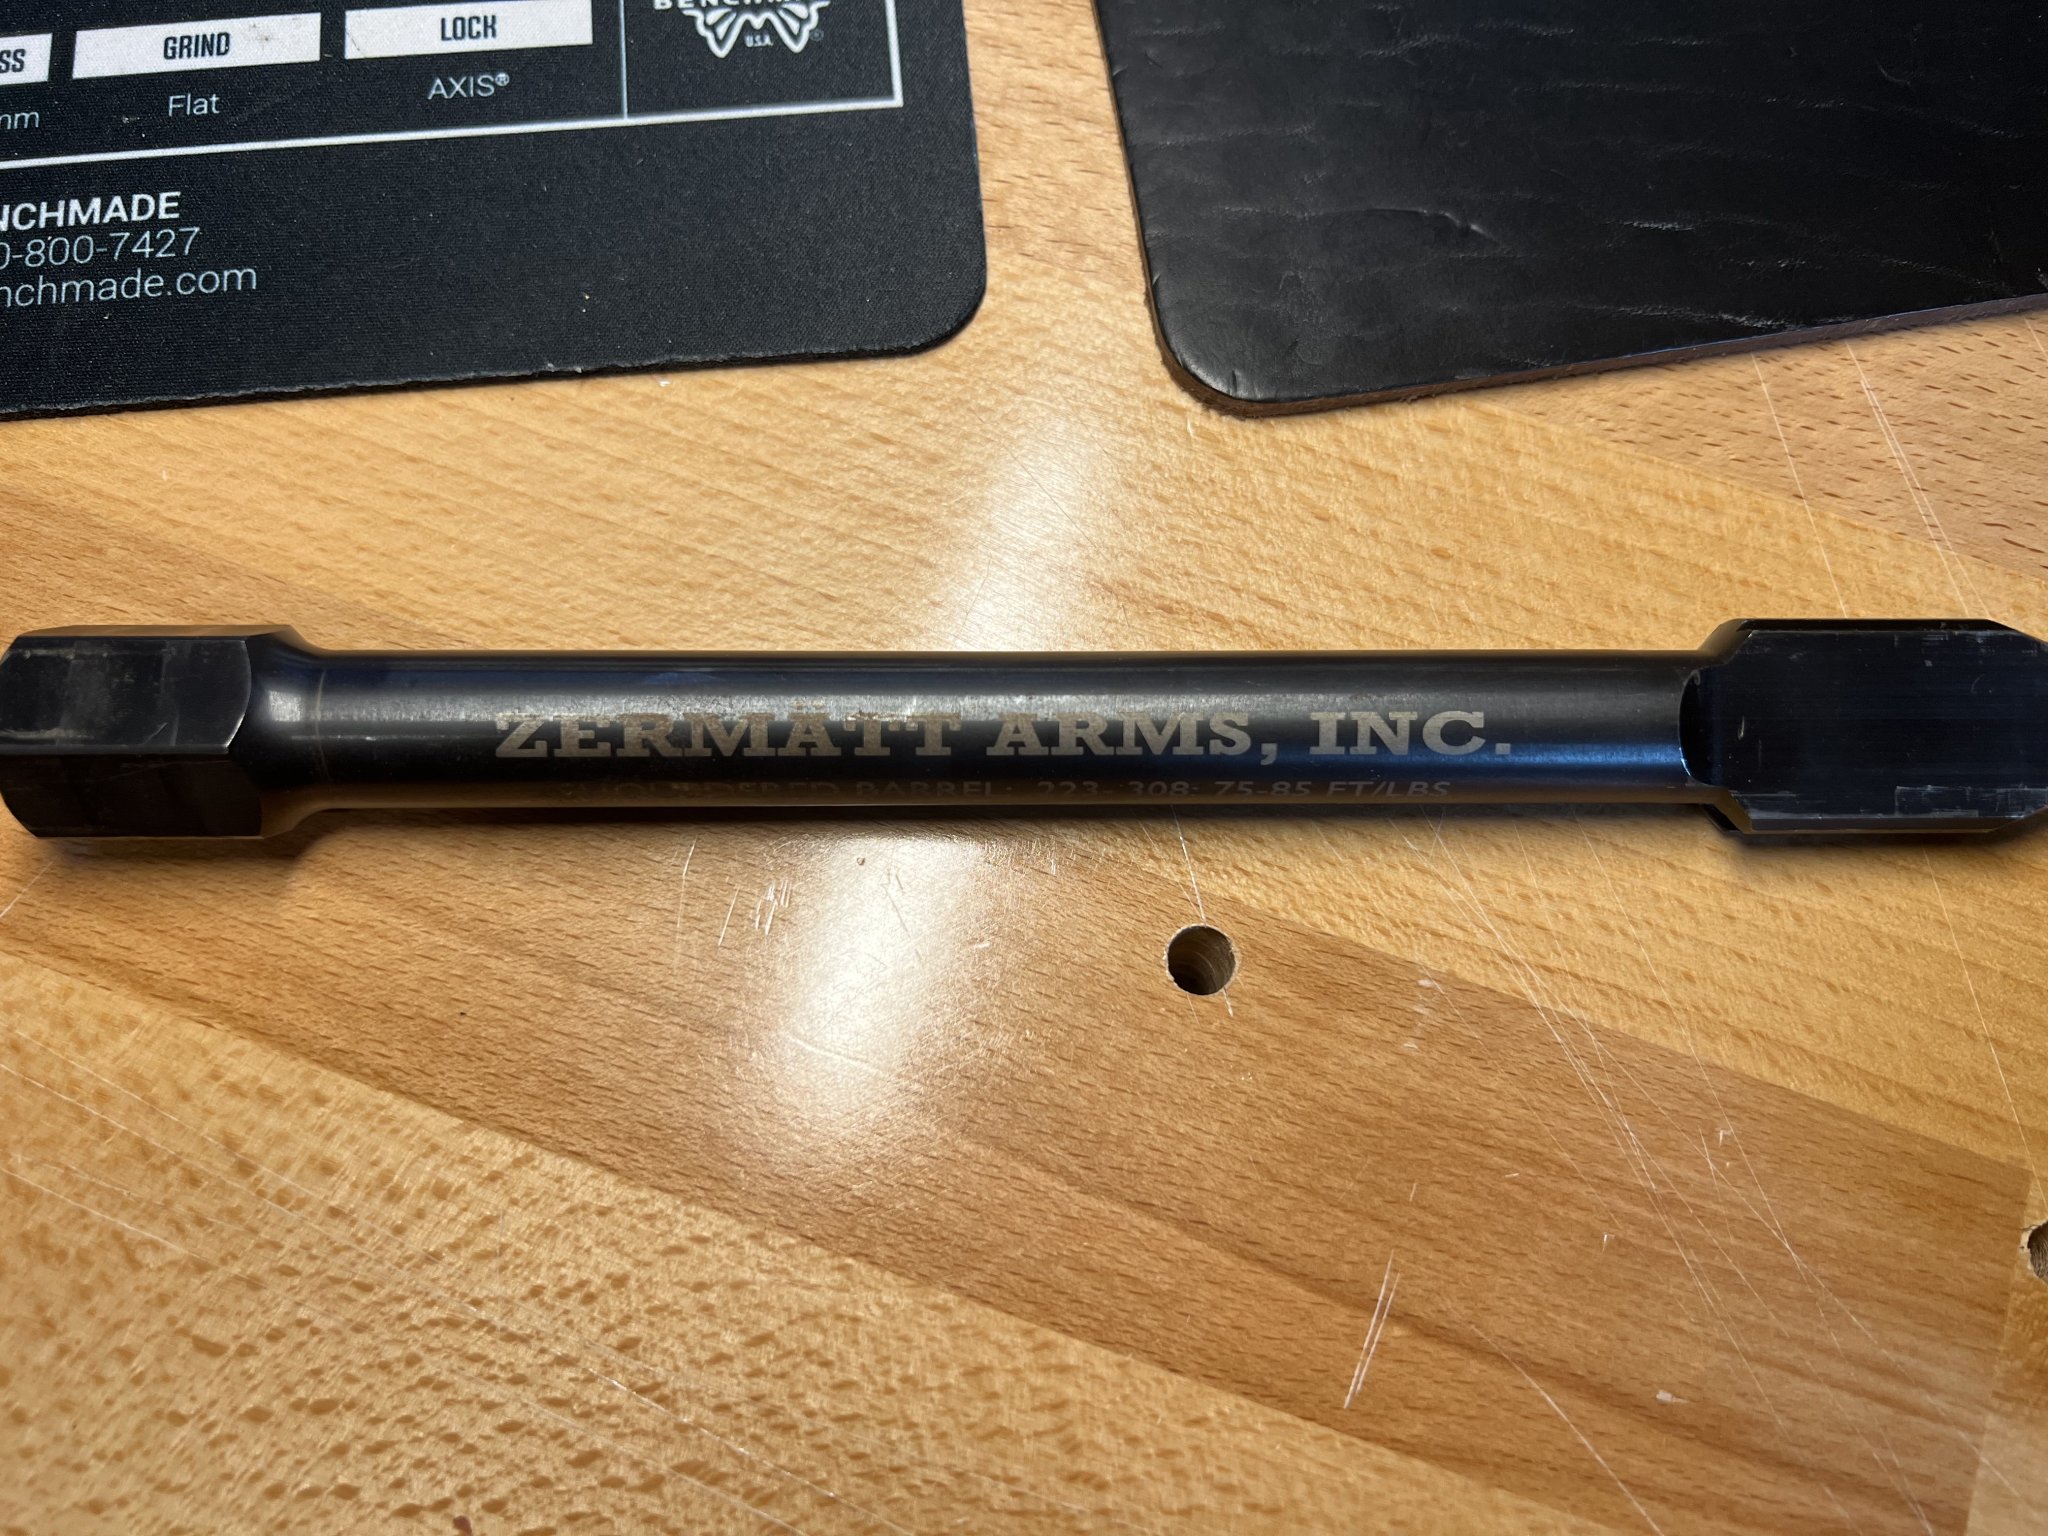 GRIND
LOCK
Flat
AXIS®
U.S.A. ®
NCHMADE
0-800-7427
nchmade.com
ZERMÄTT ARMS, INC.
BARREL: 223- 308: 75-85 FT/LBS